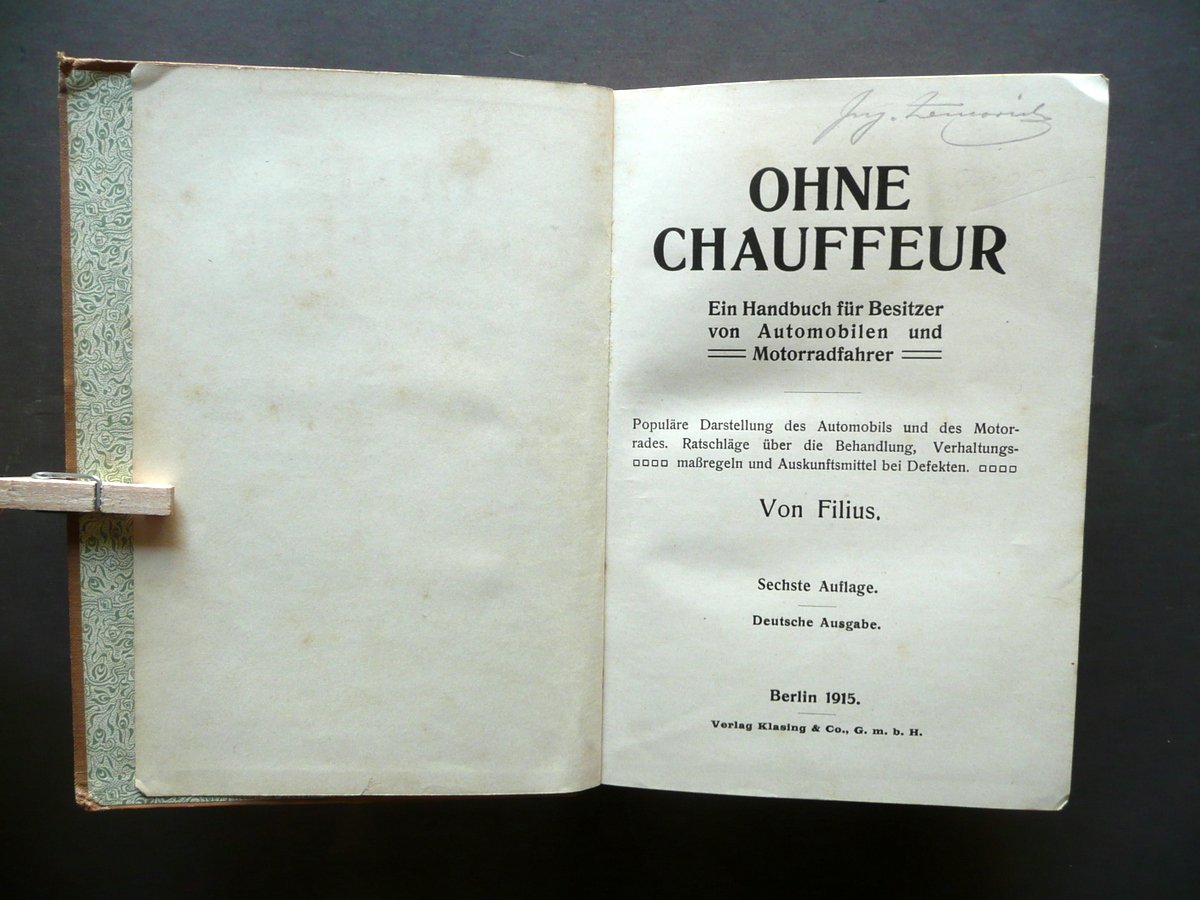 Ing.
OHNE
CHAUFFEUR
Ein Handbuch für Besitzer
von Automobilen und
Motorradfahrer
Populäre Darstellung des Automobils und des Motor-
rades. Ratschläge über die Behandlung, Verhaltungs-
maßregeln und Auskunftsmittel bei Defekten.
Von Filius.
Sechste Auflage.
Deutsche Ausgabe.
Berlin 1915.
Verlag Klasing & Co., G. m. b. H.